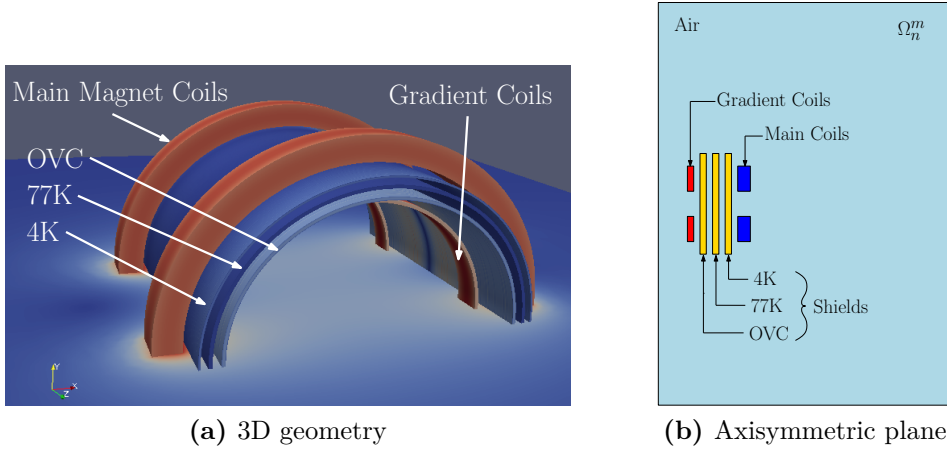 Main Magnet Coils
Gradient Coils
OVC
77K
4K
Y
X
Z
(a) 3D geometry
Air
Ω_n^m
Gradient Coils
Main Coils
4K
77K
Shields
OVC
(b) Axisymmetric plane